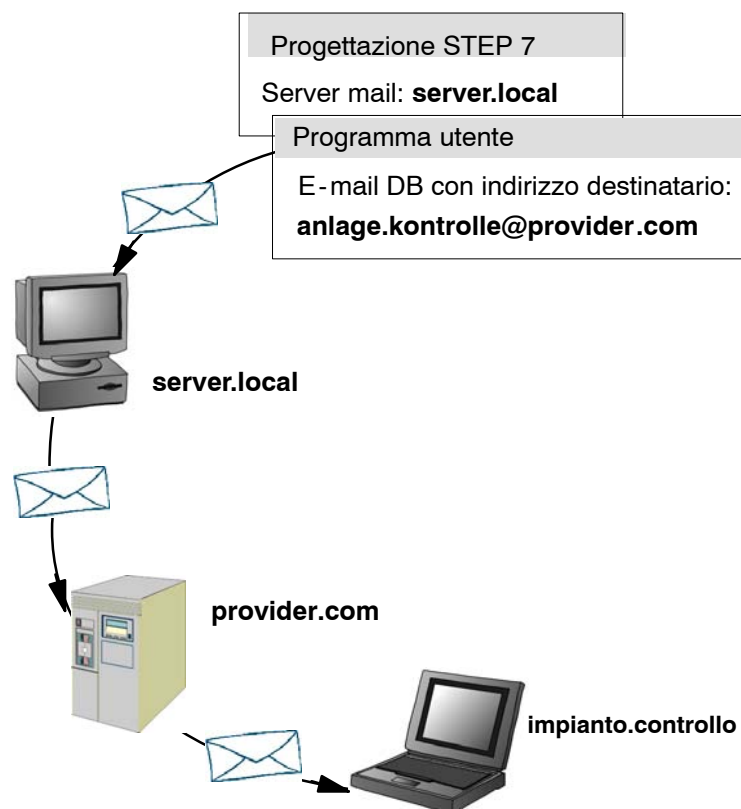 Progettazione STEP 7
Server mail: server.local
Programma utente
E-mail DB con indirizzo destinatario:
anlage.kontrolle@provider.com
server.local
provider.com
impianto.controllo